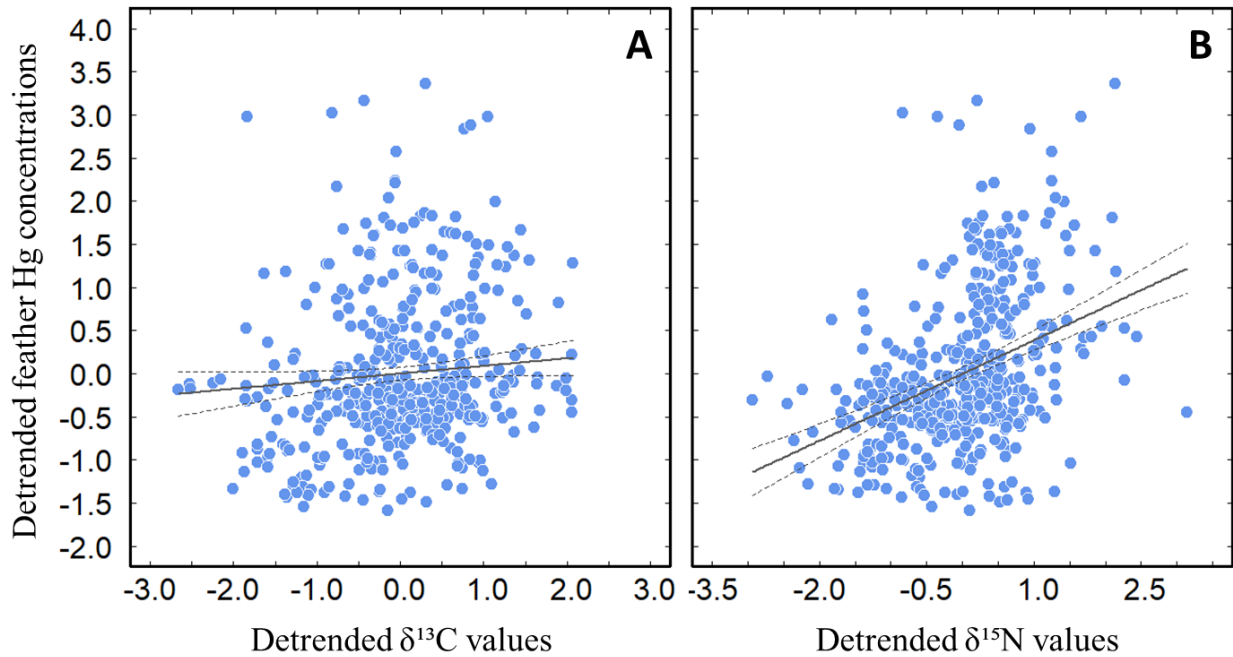 Detrended feather Hg concentrations
4.0
3.5
3.0
2.5
2.0
1.5
1.0
0.5
0.0
-0.5
-1.0
-1.5
-2.0
A
B
-3.0 -2.0 -1.0 0.0 1.0 2.0 3.0
-3.5 -2.0 -0.5 1.0 2.5
Detrended δ¹³C values
Detrended δ¹⁵N values